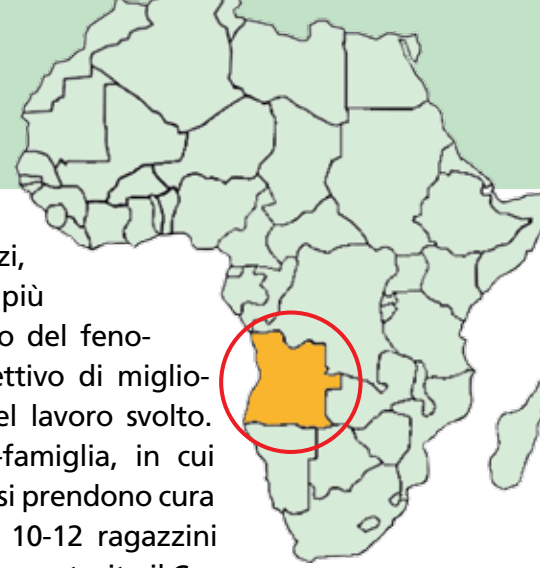 zi,
più
o del feno-
ettivo di miglio-
el lavoro svolto.
-famiglia, in cui
si prendono cura
10-12 ragazzini